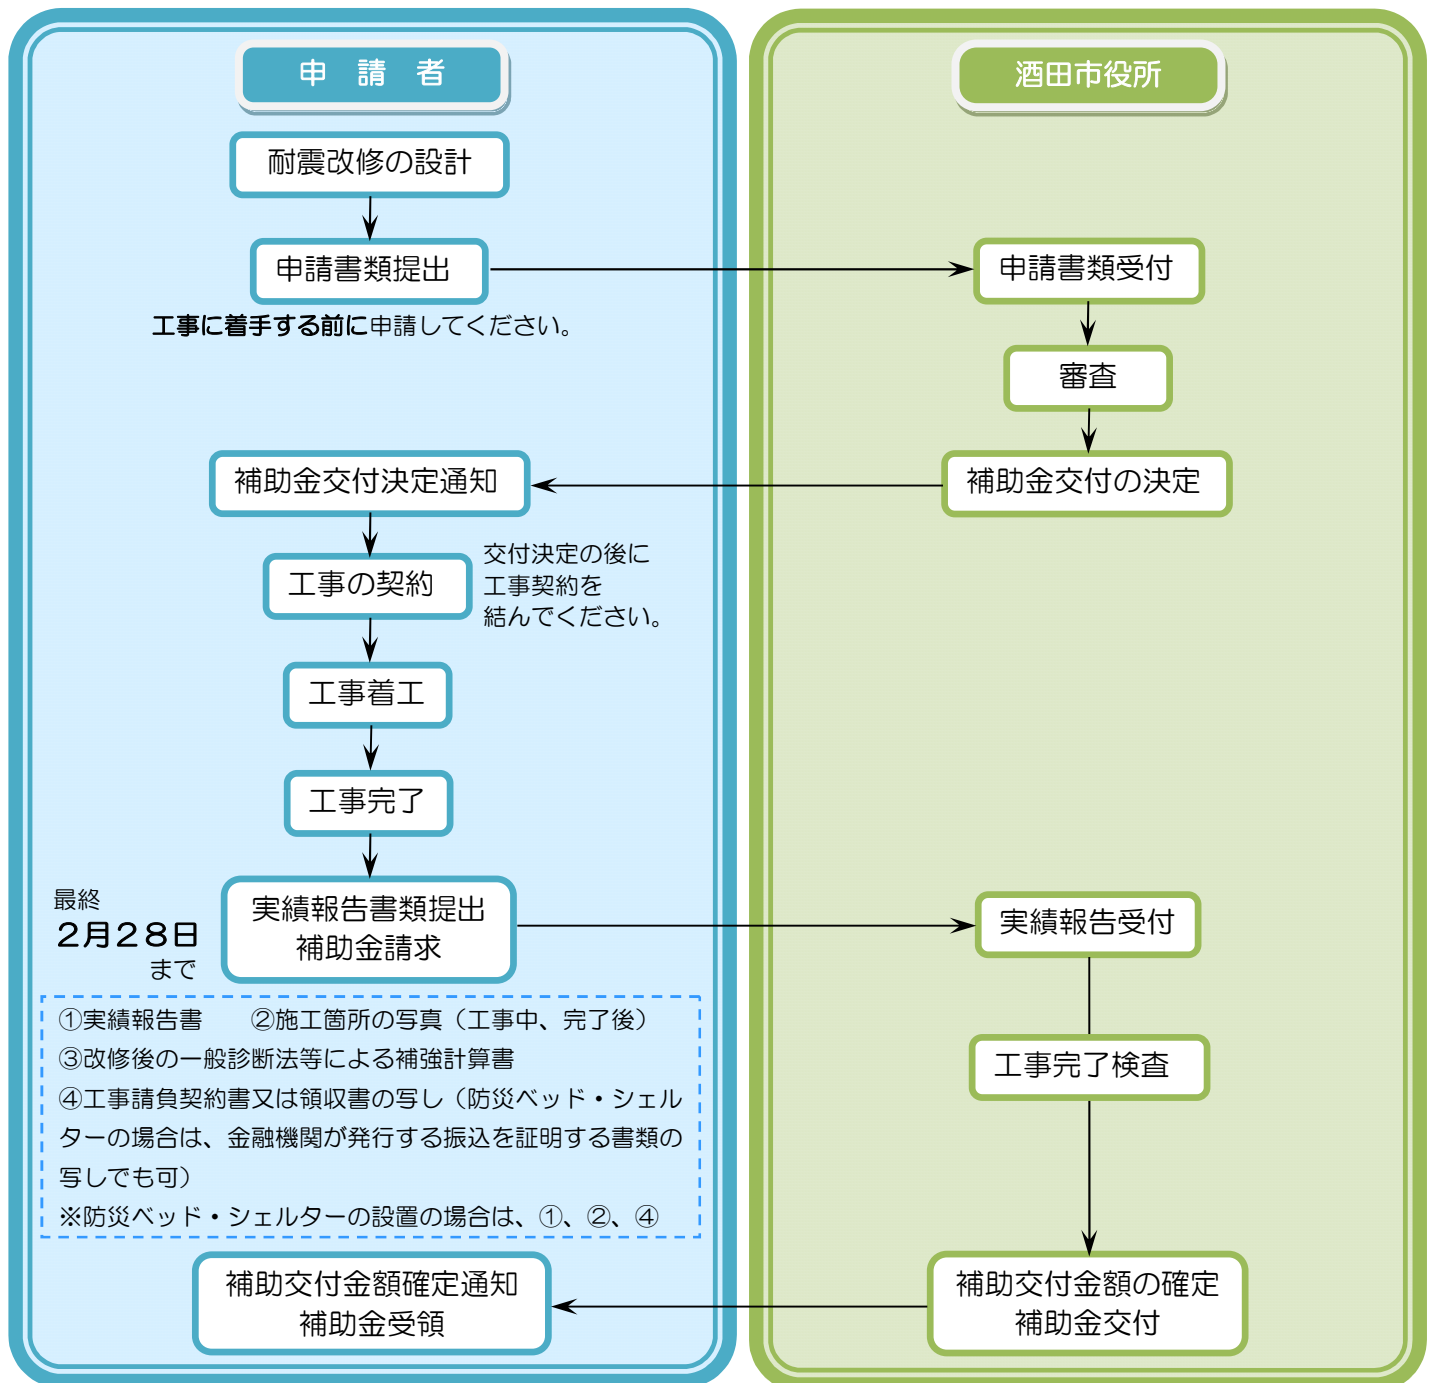 申　請　者
酒田市役所
耐震改修の設計
申請書類提出
申請書類受付
工事に着手する前に申請してください。
審査
補助金交付決定通知
補助金交付の決定
工事の契約
交付決定の後に
工事契約を
結んでください。
工事着工
工事完了
最終
２月２８日
まで
実績報告書類提出
補助金請求
実績報告受付
①実績報告書　　②施工箇所の写真（工事中、完了後）
③改修後の一般診断法等による補強計算書
④工事請負契約書又は領収書の写し（防災ベッド・シェル
ターの場合は、金融機関が発行する振込を証明する書類の
写しでも可）
※防災ベッド・シェルターの設置の場合は、①、②、④
工事完了検査
補助交付金額確定通知
補助金受領
補助交付金額の確定
補助金交付